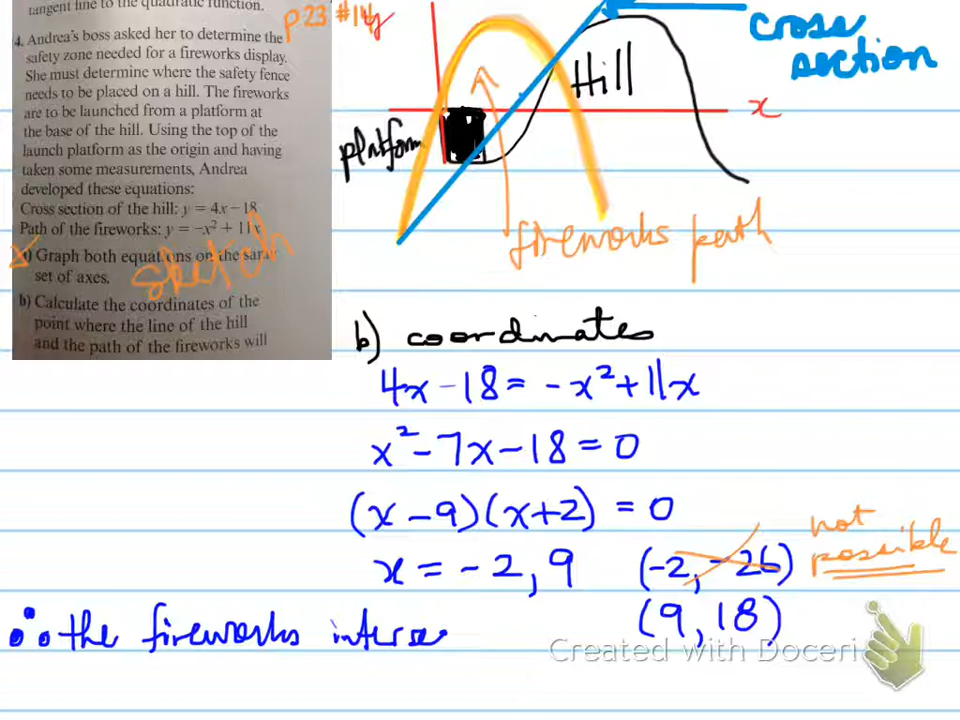 tangent line to the quadratic function.
p23 #14
4. Andrea's boss asked her to determine the
safety zone needed for a fireworks display.
She must determine where the safety fence
needs to be placed on a hill. The fireworks
are to be launched from a platform at
the base of the hill. Using the top of the
launch platform as the origin and having
taken some measurements, Andrea
developed these equations:
Cross section of the hill: y = 4x − 18
Path of the fireworks: y = −x² + 11x
a) Graph both equations on the same
set of axes.
sketch
b) Calculate the coordinates of the
point where the line of the hill
and the path of the fireworks will
y
cross
section
Hill
x
platform
fireworks path
b) coordinates
4x - 18 = -x² + 11x
x² - 7x - 18 = 0
(x - 9)(x + 2) = 0
x = -2, 9 (-2, -26) not
possible
(9, 18)
∴ the fireworks interse
Created with Doceri